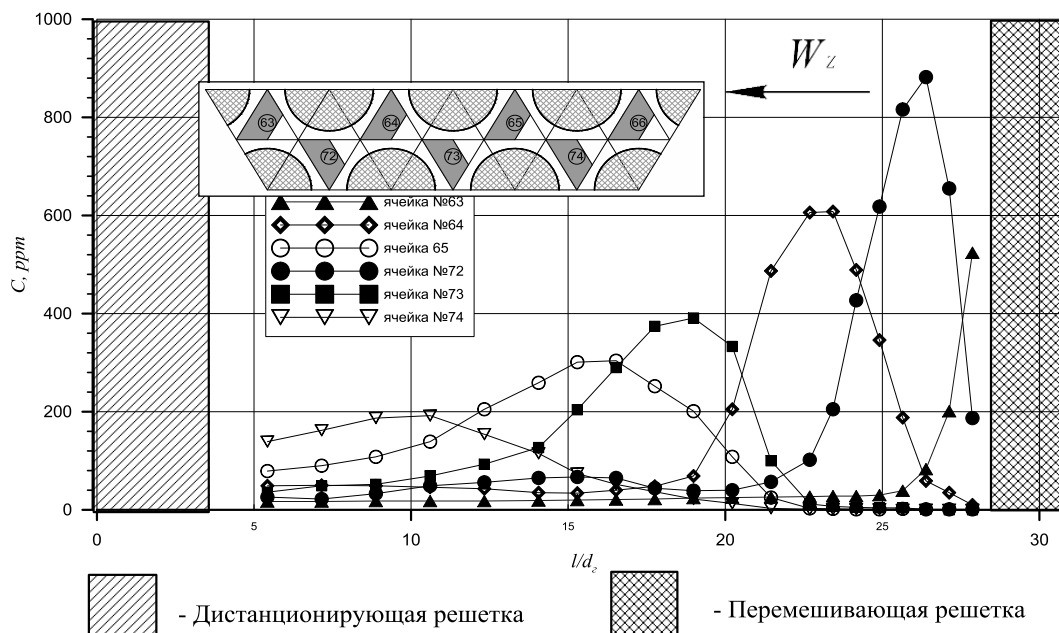 1000
800
600
400
200
0
C, ppm
W_Z
63
64
65
66
72
73
74
ячейка №63
ячейка №64
ячейка 65
ячейка №72
ячейка №73
ячейка №74
0
5
10
15
20
25
30
l/d_г
- Дистанционирующая решетка
- Перемешивающая решетка